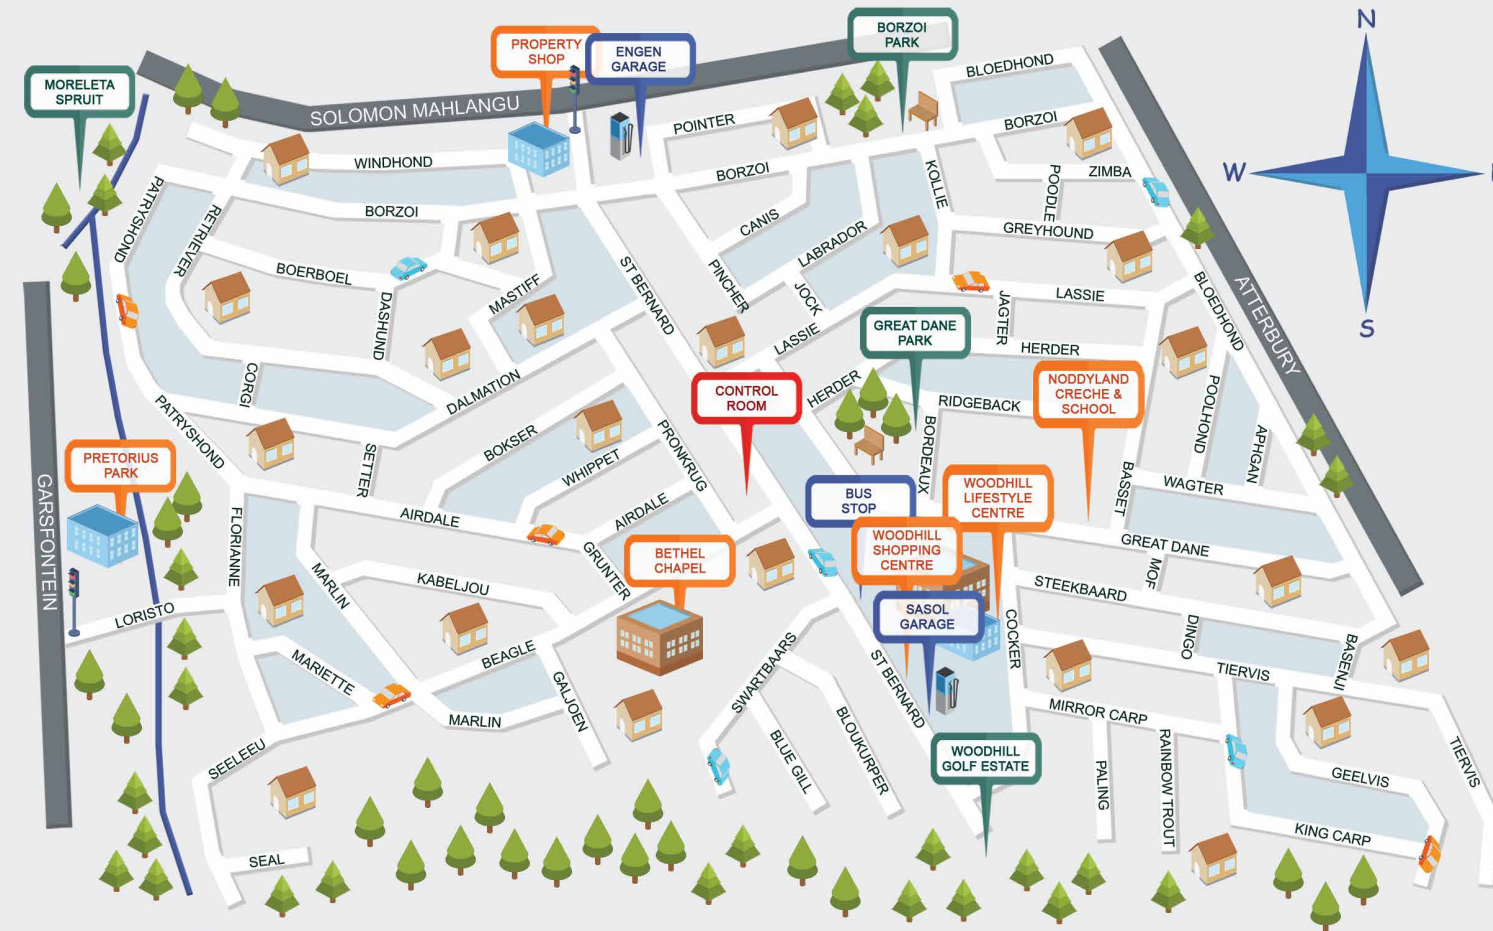 N
W
S
MORELETA
SPRUIT
PROPERTY
SHOP
ENGEN
GARAGE
BORZOI
PARK
SOLOMON MAHLANGU
BLOEDHOND
POINTER
BORZOI
WINDHOND
BORZOI
ZIMBA
POODLE
KOLLIE
PATRYSHOND
RETRIEVER
BORZOI
CANIS
GREYHOUND
LABRADOR
BOERBOEL
ST BERNARD
PINCHER
JOCK
MASTIFF
DASHUND
LASSIE
JAGTER
BLOEDHOND
ATTERBURY
LASSIE
GREAT DANE
PARK
HERDER
CORGI
DALMATION
CONTROL
ROOM
HERDER
NODDYLAND
CRECHE &
SCHOOL
RIDGEBACK
POOLHOND
BORDEAUX
APHGAN
PATRYSHOND
SETTER
BOKSER
WHIPPET
PRONKRUG
PRETORIUS
PARK
GARSFONTEIN
BASSET
WAGTER
BUS
STOP
WOODHILL
LIFESTYLE
CENTRE
AIRDALE
AIRDALE
FLORIANNE
WOODHILL
SHOPPING
CENTRE
GREAT DANE
BETHEL
CHAPEL
GRUNTER
MARLIN
KABELJOU
STEEKBAARD
MOF
LORISTO
SASOL
GARAGE
COCKER
DINGO
BASENJI
MARIETTE
BEAGLE
GALJOEN
SWARTBAARS
ST BERNARD
TIERVIS
MARLIN
MIRROR CARP
BLOUKURPER
BLUE GILL
WOODHILL
GOLF ESTATE
PALING
RAINBOW TROUT
TIERVIS
SEELEEU
GEELVIS
KING CARP
SEAL